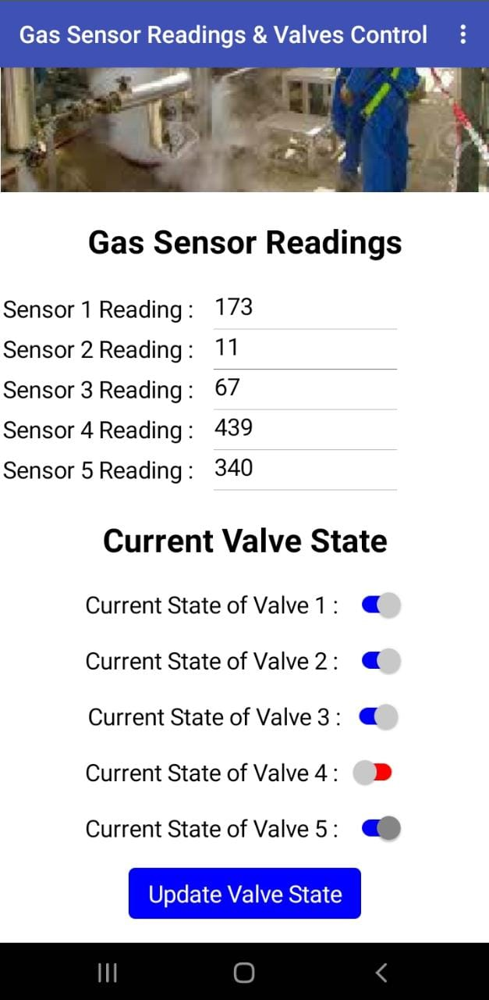 Gas Sensor Readings & Valves Control
Gas Sensor Readings
Sensor 1 Reading : 173
Sensor 2 Reading : 11
Sensor 3 Reading : 67
Sensor 4 Reading : 439
Sensor 5 Reading : 340
Current Valve State
Current State of Valve 1 :
Current State of Valve 2 :
Current State of Valve 3 :
Current State of Valve 4 :
Current State of Valve 5 :
Update Valve State